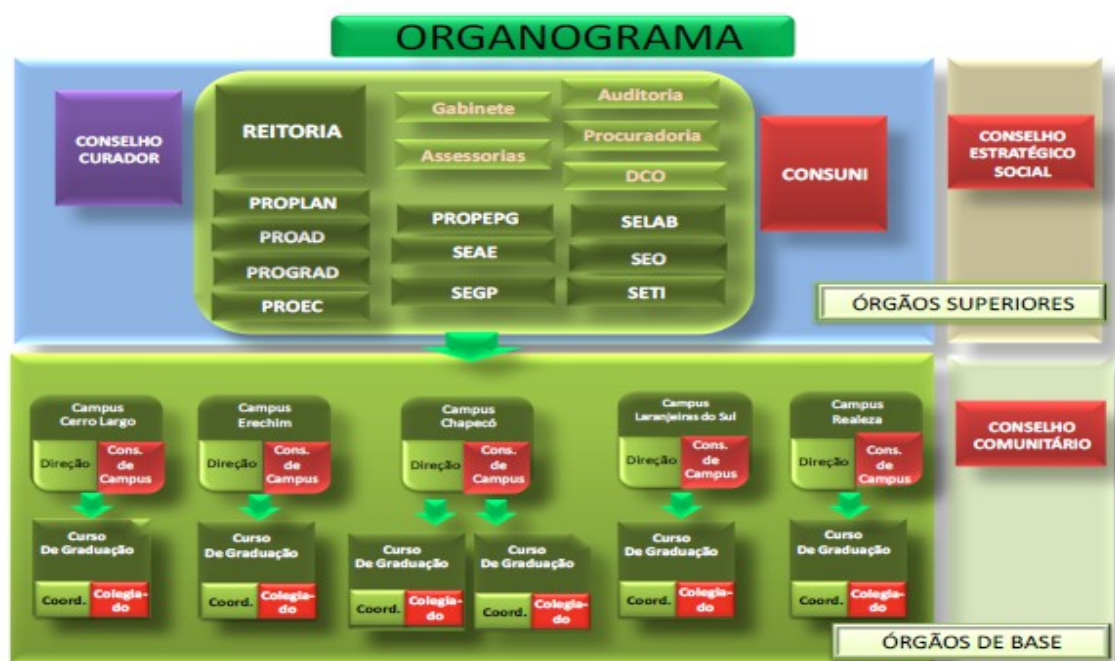 ORGANOGRAMA
CONSELHO
CURADOR
REITORIA
Gabinete
Assessorias
Auditoria
Procuradoria
DCO
CONSUNI
CONSELHO
ESTRATÉGICO
SOCIAL
PROPLAN
PROAD
PROGRAD
PROEC
PROPEPG
SEAE
SEGP
SELAB
SEO
SETI
ÓRGÃOS SUPERIORES
Campus
Cerro Largo
Direção
Cons.
de
Campus
Campus
Erechim
Direção
Cons.
de
Campus
Campus
Chapecó
Direção
Cons.
de
Campus
Campus
Laranjeiras do Sul
Direção
Cons.
de
Campus
Campus
Realeza
Direção
Cons.
de
Campus
CONSELHO
COMUNITÁRIO
Curso
De Graduação
Coord.
Colegia-
do
Curso
De Graduação
Coord.
Colegia-
do
Curso
De Graduação
Coord.
Colegia-
do
Curso
De Graduação
Coord.
Colegia-
do
Curso
De Graduação
Coord.
Colegia-
do
Curso
De Graduação
Coord.
Colegia-
do
ÓRGÃOS DE BASE